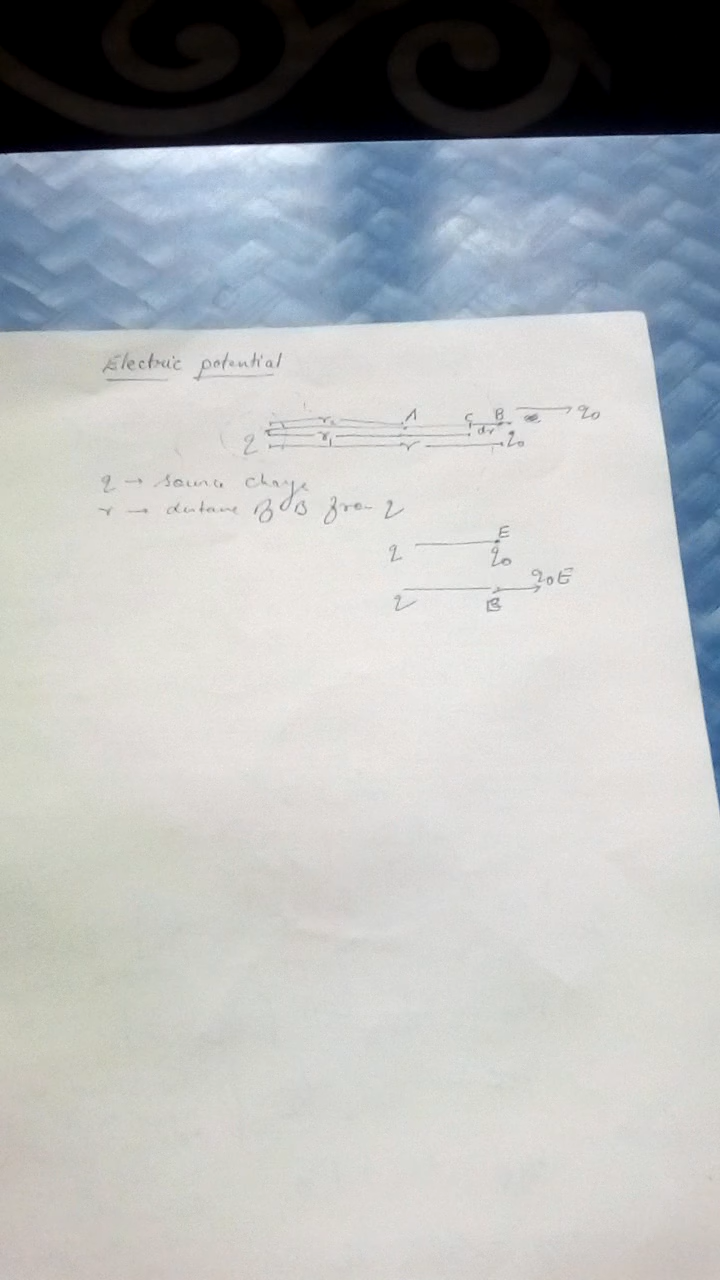 Electric potential
r₂ A C B q₀
q r₁ dr q₀
r
q → source charge
r → distance of B from q
E
q q₀
q₀E
q B